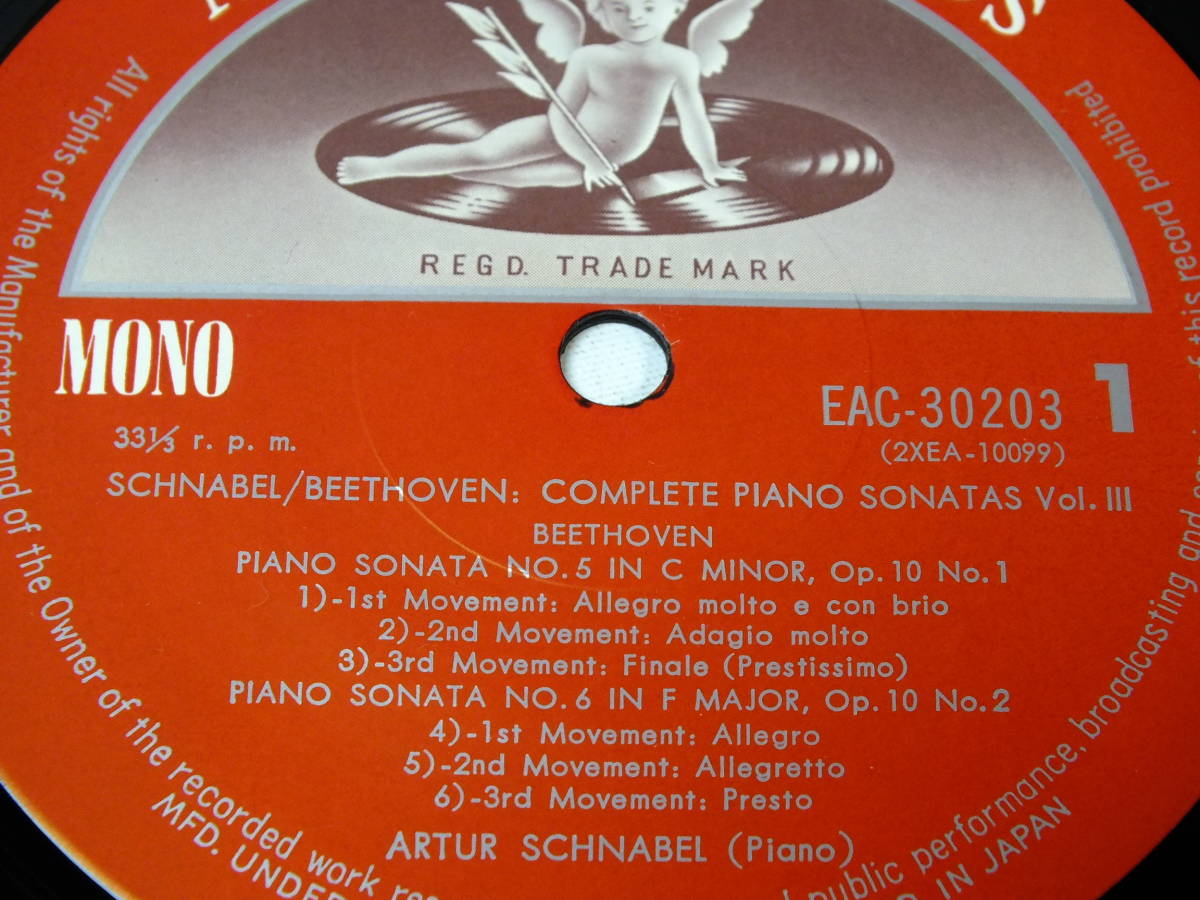 REGD. TRADE MARK
MONO
33⅓ r. p. m.
EAC-30203 1
(2XEA-10099)
SCHNABEL/BEETHOVEN: COMPLETE PIANO SONATAS Vol. III
BEETHOVEN
PIANO SONATA NO.5 IN C MINOR, Op.10 No.1
1)-1st Movement: Allegro molto e con brio
2)-2nd Movement: Adagio molto
3)-3rd Movement: Finale (Prestissimo)
PIANO SONATA NO.6 IN F MAJOR, Op.10 No.2
4)-1st Movement: Allegro
5)-2nd Movement: Allegretto
6)-3rd Movement: Presto
ARTUR SCHNABEL (Piano)
All rights of the Manufacturer and of the Owner of the recorded work
public performance, broadcasting and
this record prohibited
MFD. UNDER
IN JAPAN